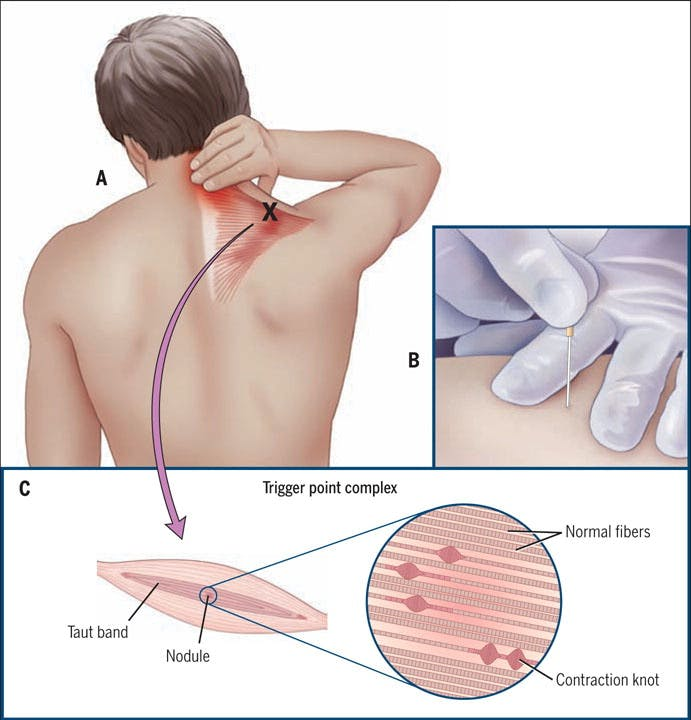 A
X
B
C
Trigger point complex
Normal fibers
Taut band
Nodule
Contraction knot